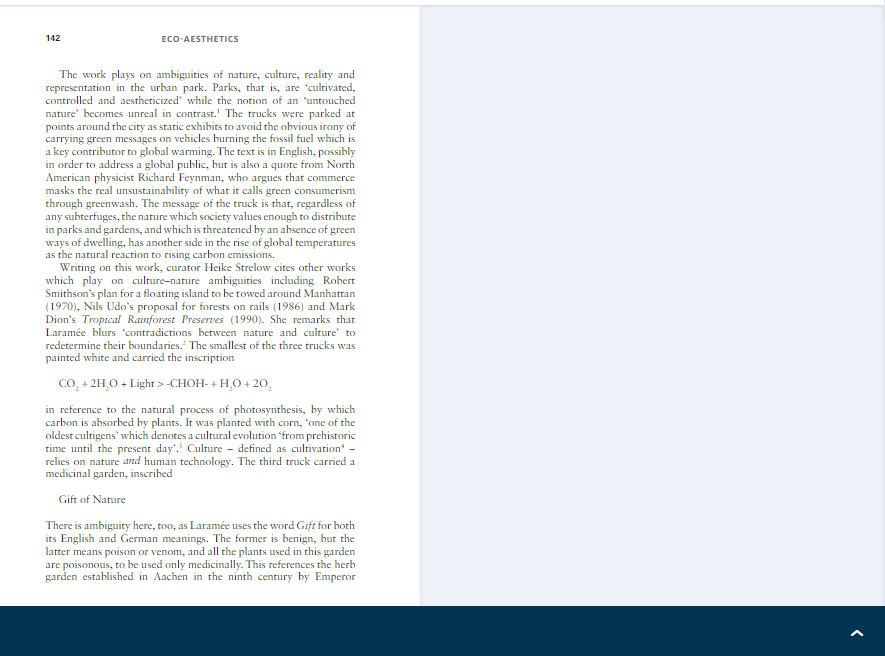 142
ECO-AESTHETICS
The work plays on ambiguities of nature, culture, reality and
representation in the urban park. Parks, that is, are ‘cultivated,
controlled and aestheticized’ while the notion of an ‘untouched
nature’ becomes unreal in contrast.¹ The trucks were parked at
points around the city as static exhibits to avoid the obvious irony of
carrying green messages on vehicles burning the fossil fuel which is
a key contributor to global warming. The text is in English, possibly
in order to address a global public, but is also a quote from North
American physicist Richard Feynman, who argues that commerce
masks the real unsustainability of what it calls green consumerism
through greenwash. The message of the truck is that, regardless of
any subterfuges, the nature which society values enough to distribute
in parks and gardens, and which is threatened by an absence of green
ways of dwelling, has another side in the rise of global temperatures
as the natural reaction to rising carbon emissions.
Writing on this work, curator Heike Strelow cites other works
which play on culture–nature ambiguities including Robert
Smithson’s plan for a floating island to be towed around Manhattan
(1970), Nils Udo’s proposal for forests on rails (1986) and Mark
Dion’s Tropical Rainforest Preserves (1990). She remarks that
Laramée blurs ‘contradictions between nature and culture’ to
redetermine their boundaries.² The smallest of the three trucks was
painted white and carried the inscription
CO₂ + 2H₂O + Light > -CHOH- + H₂O + 2O₂
in reference to the natural process of photosynthesis, by which
carbon is absorbed by plants. It was planted with corn, ‘one of the
oldest cultigens’ which denotes a cultural evolution ‘from prehistoric
time until the present day’.³ Culture – defined as cultivation⁴ –
relies on nature and human technology. The third truck carried a
medicinal garden, inscribed
Gift of Nature
There is ambiguity here, too, as Laramée uses the word Gift for both
its English and German meanings. The former is benign, but the
latter means poison or venom, and all the plants used in this garden
are poisonous, to be used only medicinally. This references the herb
garden established in Aachen in the ninth century by Emperor